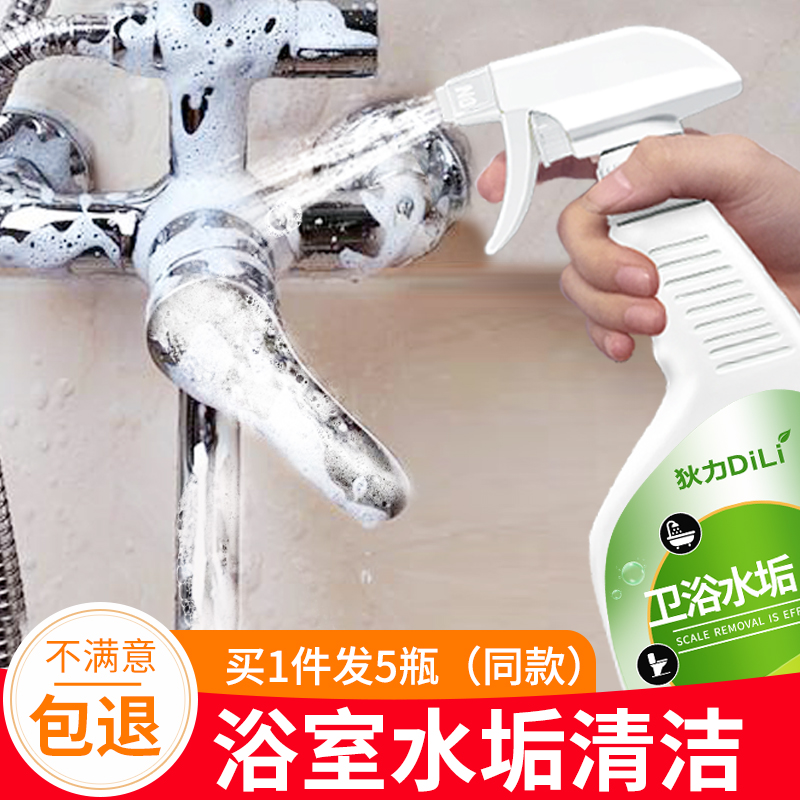 狄力DiLi
卫浴水垢
SCALE REMOVAL IS EFF
不满意
包退
买1件发5瓶（同款）
浴室水垢清洁